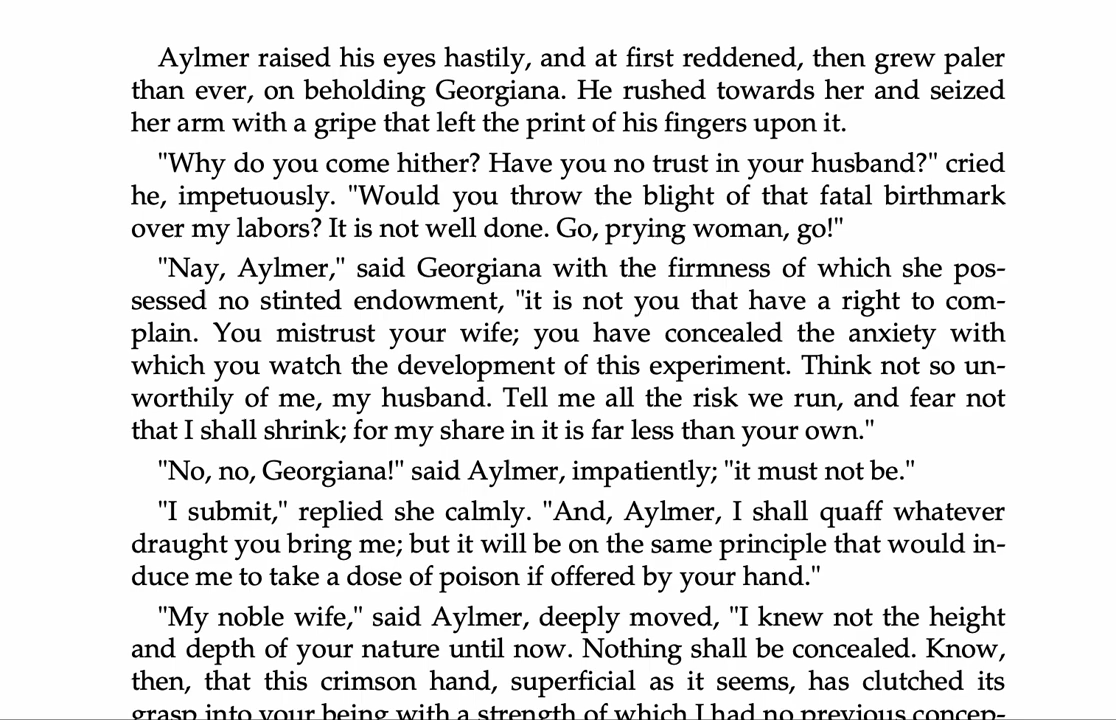 Aylmer raised his eyes hastily, and at first reddened, then grew paler
than ever, on beholding Georgiana. He rushed towards her and seized
her arm with a gripe that left the print of his fingers upon it.
"Why do you come hither? Have you no trust in your husband?" cried
he, impetuously. "Would you throw the blight of that fatal birthmark
over my labors? It is not well done. Go, prying woman, go!"
"Nay, Aylmer," said Georgiana with the firmness of which she pos-
sessed no stinted endowment, "it is not you that have a right to com-
plain. You mistrust your wife; you have concealed the anxiety with
which you watch the development of this experiment. Think not so un-
worthily of me, my husband. Tell me all the risk we run, and fear not
that I shall shrink; for my share in it is far less than your own."
"No, no, Georgiana!" said Aylmer, impatiently; "it must not be."
"I submit," replied she calmly. "And, Aylmer, I shall quaff whatever
draught you bring me; but it will be on the same principle that would in-
duce me to take a dose of poison if offered by your hand."
"My noble wife," said Aylmer, deeply moved, "I knew not the height
and depth of your nature until now. Nothing shall be concealed. Know,
then, that this crimson hand, superficial as it seems, has clutched its
grasp into your being with a strength of which I had no previous concep-